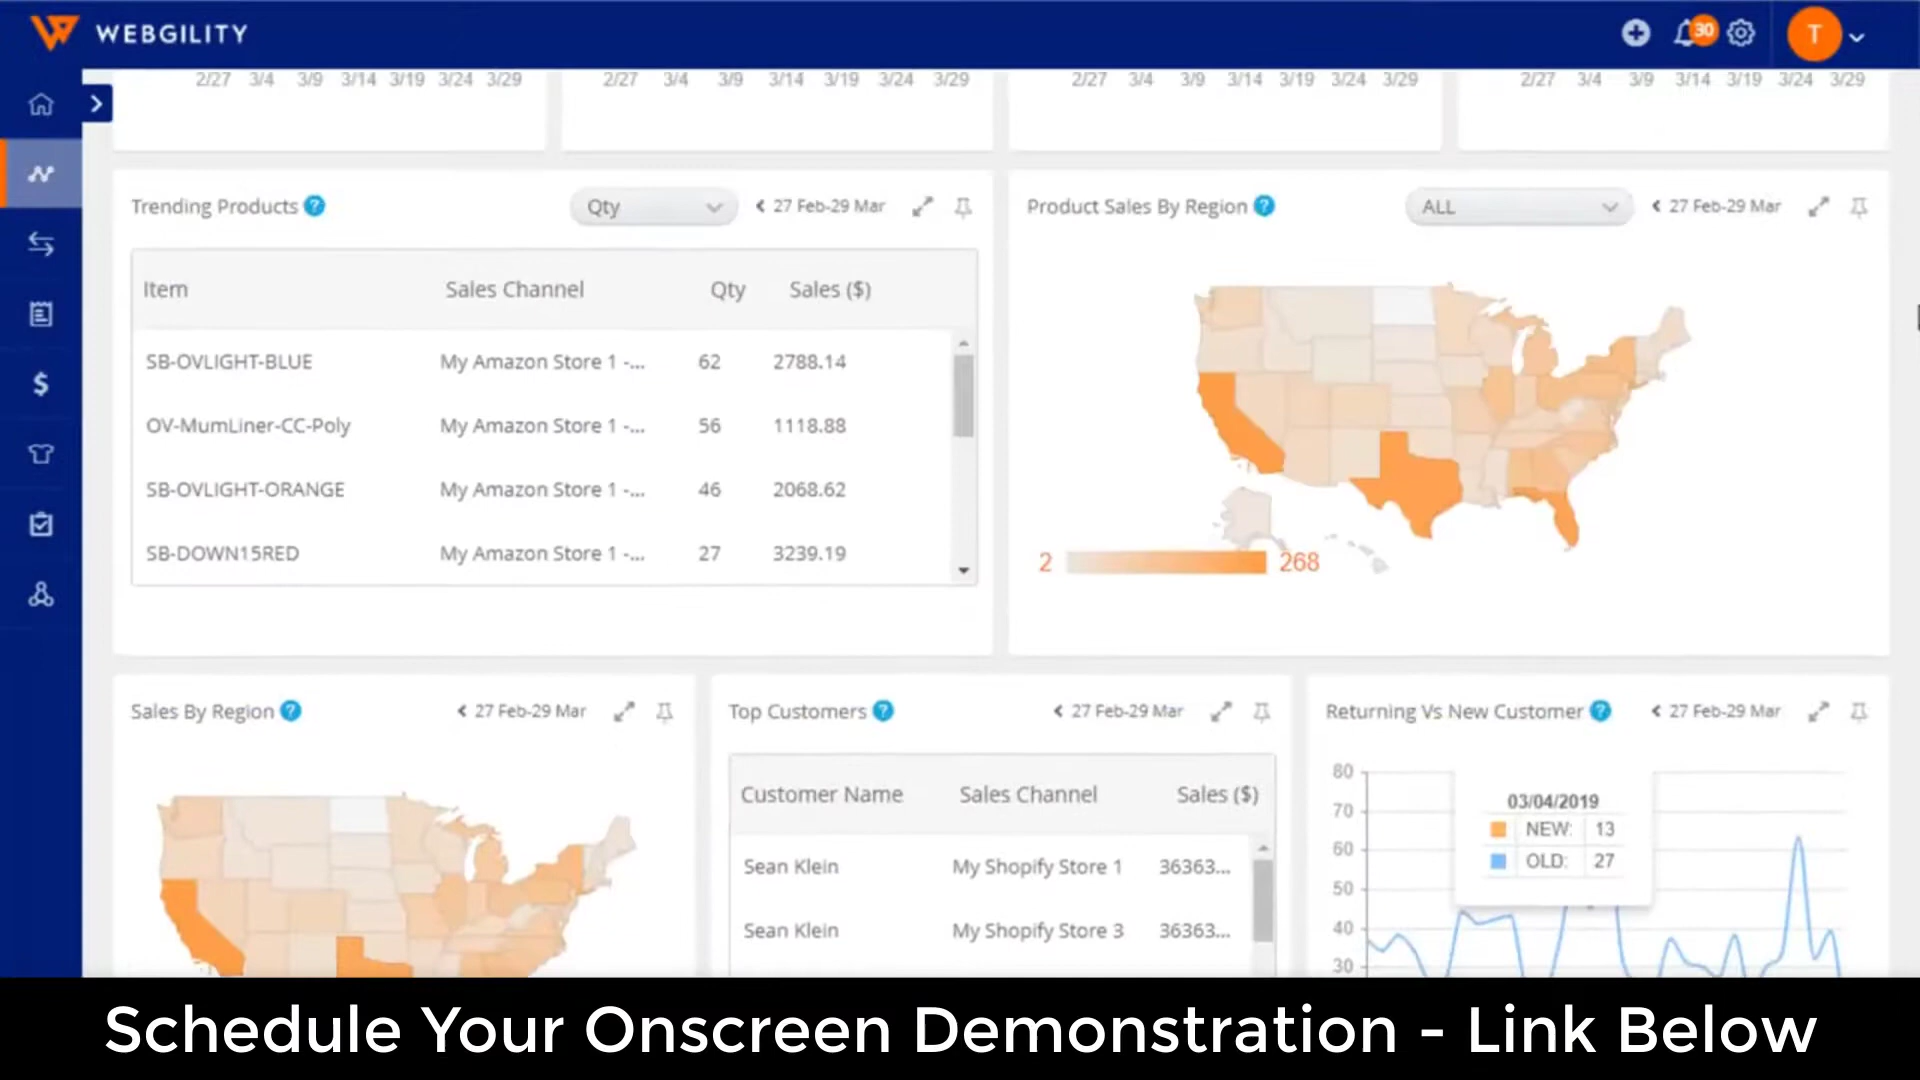 WEBGILITY
30
T
2/27 3/4 3/9 3/14 3/19 3/24 3/29
2/27 3/4 3/9 3/14 3/19 3/24 3/29
2/27 3/4 3/9 3/14 3/19 3/24 3/29
2/27 3/4 3/9 3/14 3/19 3/24 3/29
Trending Products ?
Qty
< 27 Feb-29 Mar
Item Sales Channel Qty Sales ($)
SB-OVLIGHT-BLUE My Amazon Store 1 -... 62 2788.14
OV-MumLiner-CC-Poly My Amazon Store 1 -... 56 1118.88
SB-OVLIGHT-ORANGE My Amazon Store 1 -... 46 2068.62
SB-DOWN15RED My Amazon Store 1 -... 27 3239.19
Product Sales By Region ?
ALL
< 27 Feb-29 Mar
2 268
Sales By Region ?
< 27 Feb-29 Mar
Top Customers ?
< 27 Feb-29 Mar
Customer Name Sales Channel Sales ($)
Sean Klein My Shopify Store 1 36363...
Sean Klein My Shopify Store 3 36363...
Returning Vs New Customer ?
< 27 Feb-29 Mar
80
70
60
50
40
30
03/04/2019
NEW: 13
OLD: 27
Schedule Your Onscreen Demonstration - Link Below